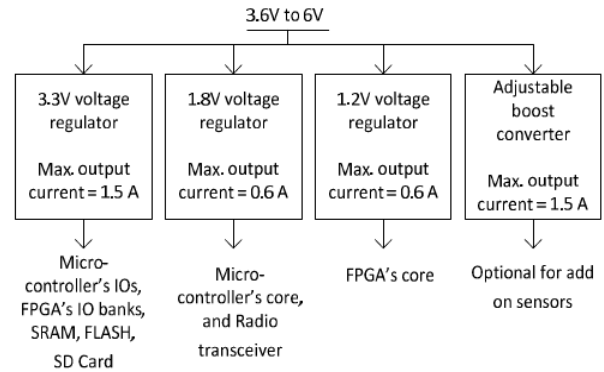 3.6V to 6V
3.3V voltage
regulator
Max. output
current = 1.5 A
1.8V voltage
regulator
Max. output
current = 0.6 A
1.2V voltage
regulator
Max. output
current = 0.6 A
Adjustable
boost
converter
Max. output
current = 1.5 A
Micro-
controller's IOs,
FPGA's IO banks,
SRAM, FLASH,
SD Card
Micro-
controller's core,
and Radio
transceiver
FPGA's core
Optional for add
on sensors